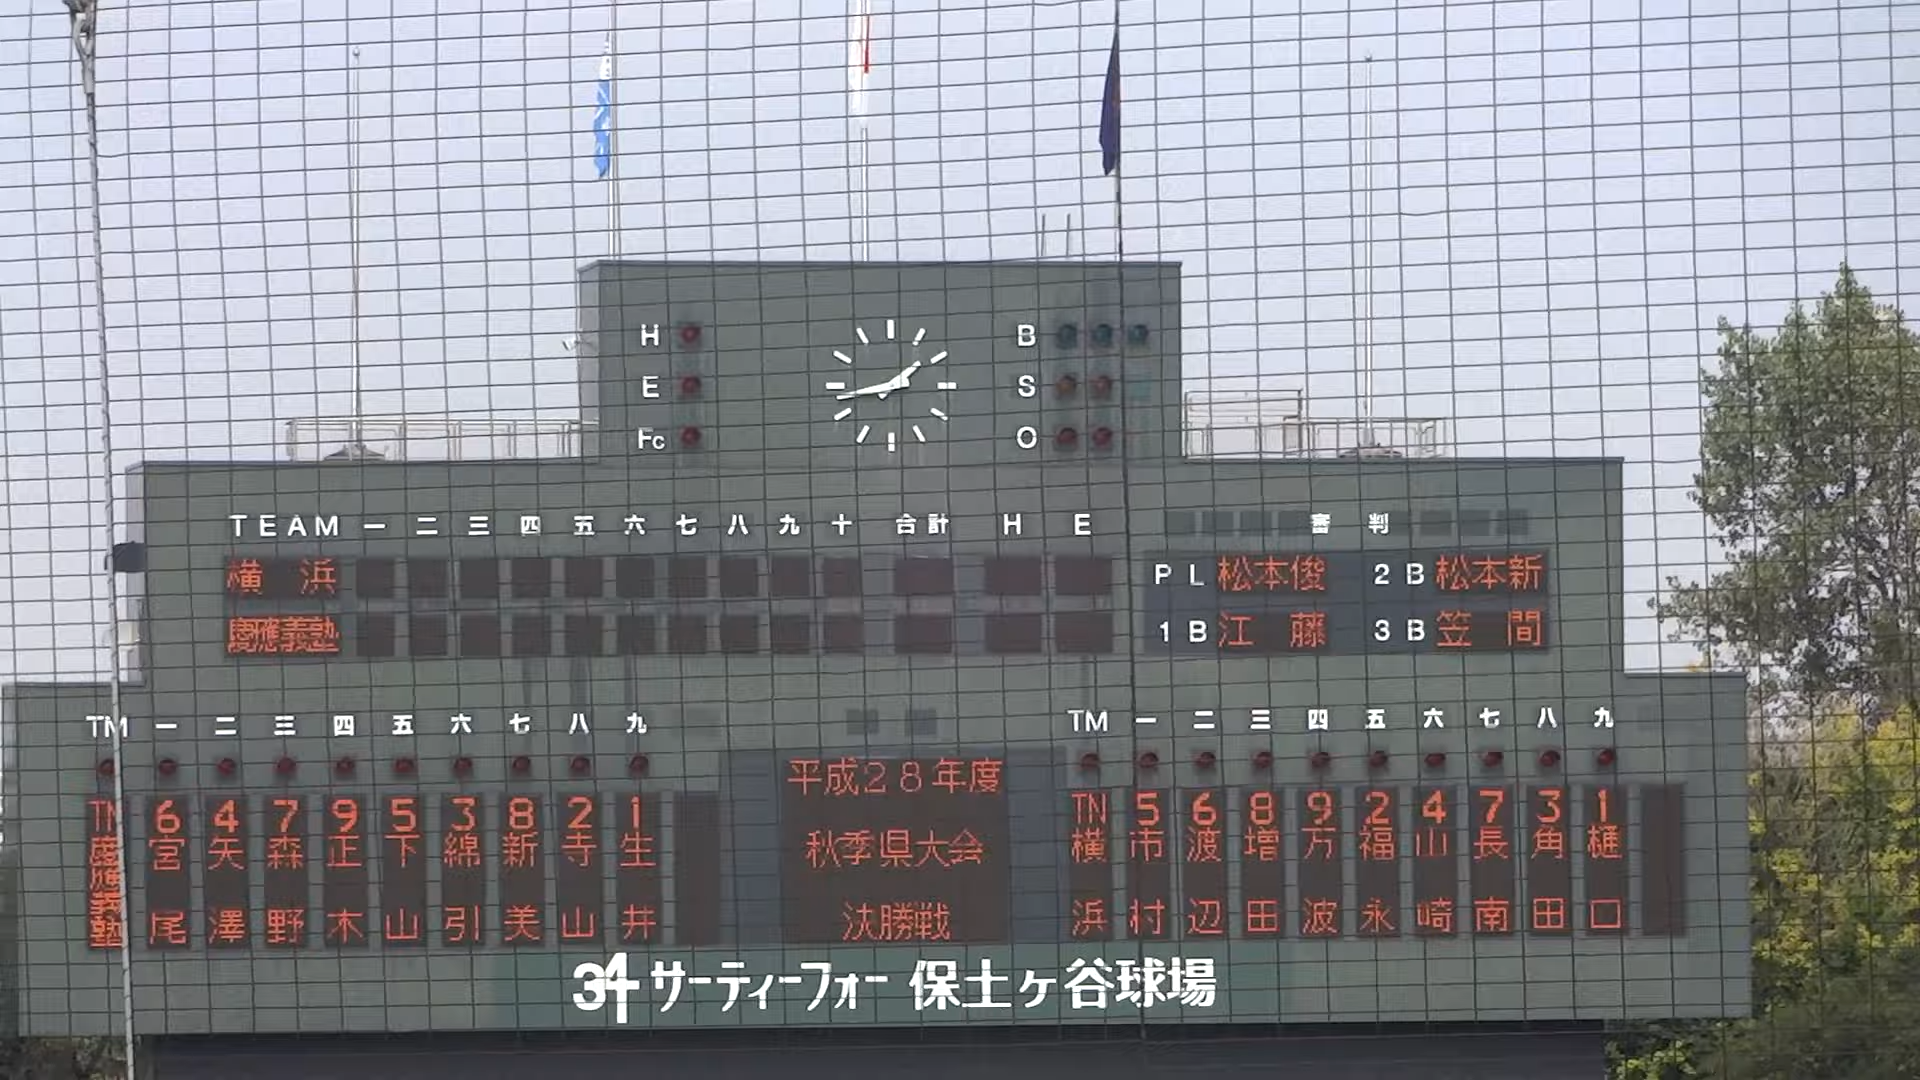 H B
E S
Fc O
TEAM 一 二 三 四 五 六 七 八 九 十 合計 H E 審判
横浜 PL 松本俊 2B 松本新
慶應義塾 1B 江藤 3B 笠間
TM 一 二 三 四 五 六 七 八 九
TM 慶應義塾
6 宮尾
4 矢澤
7 森野
9 正木
5 下山
3 綿引
8 新美
2 寺山
1 生井
平成28年度
秋季県大会
決勝戦
TM 一 二 三 四 五 六 七 八 九
TN 横浜
5 市村
6 渡辺
8 増田
9 万波
2 福永
4 山崎
7 長南
3 角田
1 樋口
34 サーティーフォー 保土ヶ谷球場